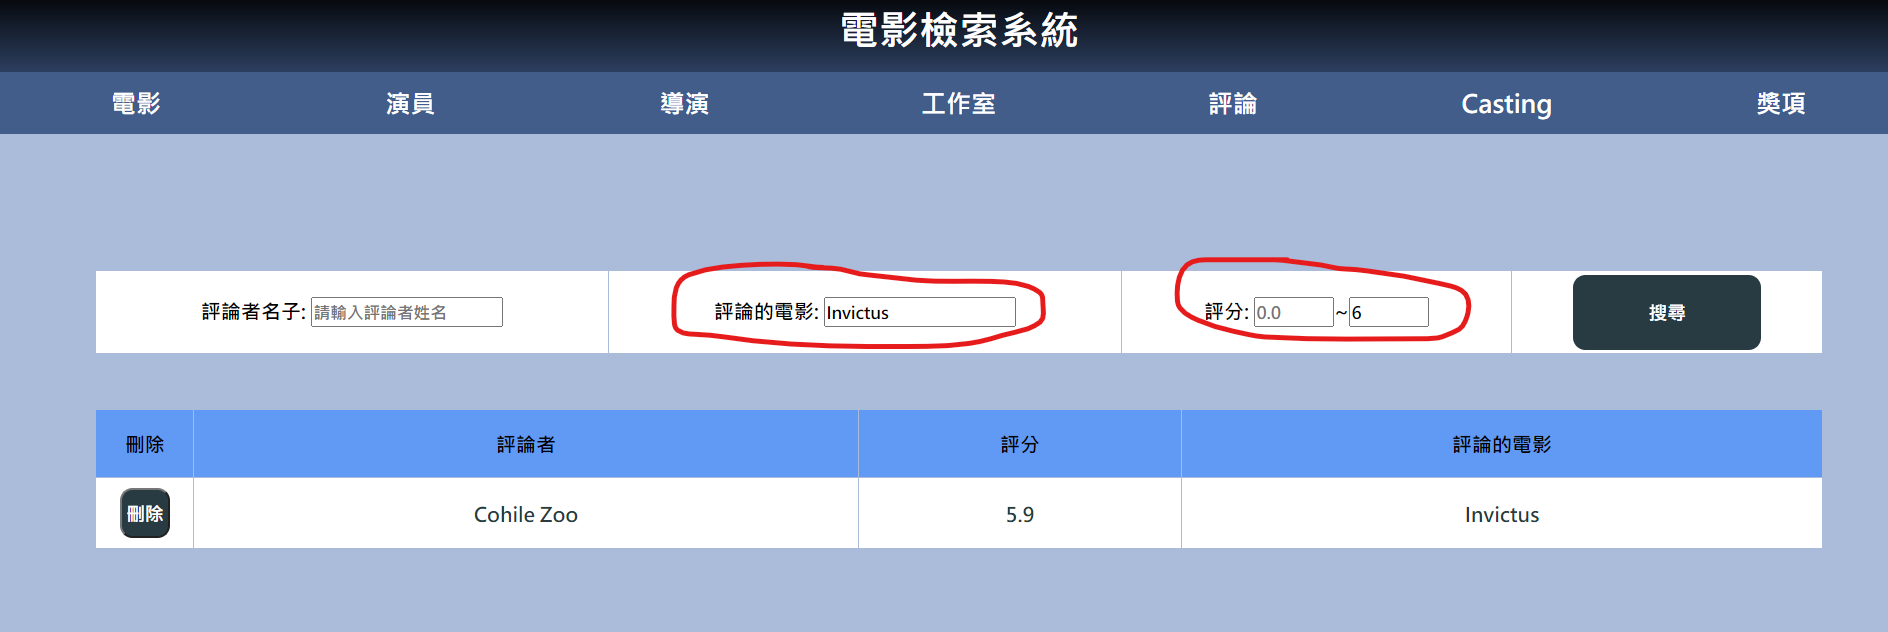 電影檢索系統
電影 演員 導演 工作室 評論 Casting 獎項
評論者名子: 請輸入評論者姓名 評論的電影: Invictus 評分: 0.0 ~ 6 搜尋
刪除 評論者 評分 評論的電影
刪除 Cohile Zoo 5.9 Invictus